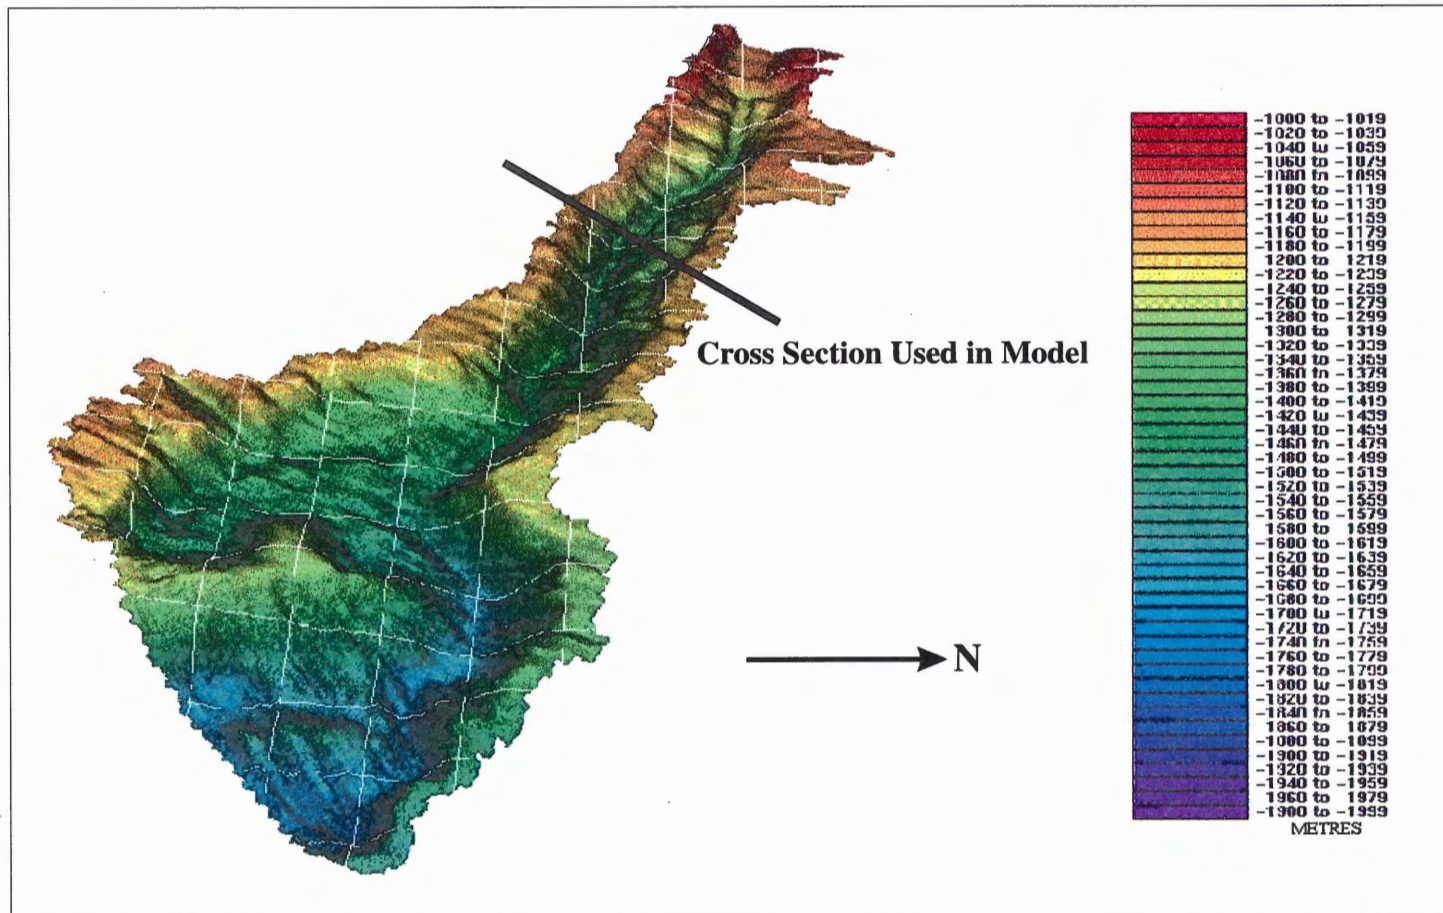 Cross Section Used in Model
N
-1000 to -1019
-1020 to -1039
-1040 to -1059
-1060 to -1079
-1080 to -1099
-1100 to -1119
-1120 to -1139
-1140 to -1159
-1160 to -1179
-1180 to -1199
-1200 to -1219
-1220 to -1239
-1240 to -1259
-1260 to -1279
-1280 to -1299
1300 to 1319
-1320 to -1339
-1340 to -1359
-1360 to -1379
-1380 to -1399
-1400 to -1419
-1420 to -1439
-1440 to -1459
-1460 to -1479
-1480 to -1499
-1500 to -1519
-1520 to -1539
-1540 to -1559
-1560 to -1579
1580 to 1599
-1600 to -1619
-1620 to -1639
-1640 to -1659
-1660 to -1679
-1680 to -1699
-1700 to -1719
-1720 to -1739
-1740 to -1759
-1760 to -1779
-1780 to -1799
-1800 to -1819
-1820 to -1839
-1840 to -1859
1860 to 1879
-1900 to -1919
-1920 to -1939
-1940 to -1959
1960 to 1979
METRES